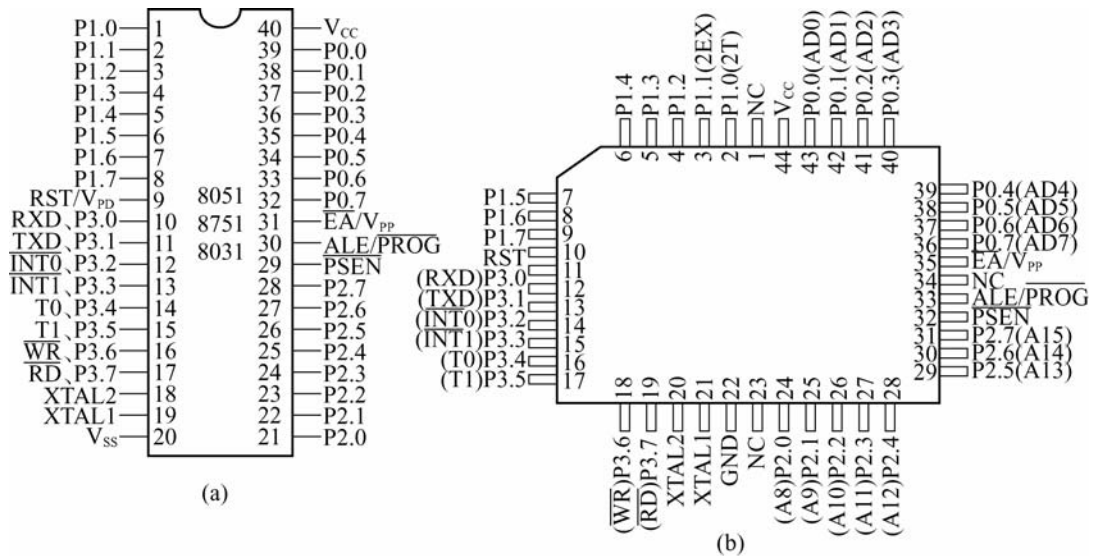 P1.0 1 40 V_CC
P1.1 2 39 P0.0
P1.2 3 38 P0.1
P1.3 4 37 P0.2
P1.4 5 36 P0.3
P1.5 6 35 P0.4
P1.6 7 34 P0.5
P1.7 8 33 P0.6
RST/V_PD 9 8051 32 P0.7
RXD、P3.0 10 8751 31 EA/V_PP
TXD、P3.1 11 8031 30 ALE/PROG
INT0、P3.2 12 29 PSEN
INT1、P3.3 13 28 P2.7
T0、P3.4 14 27 P2.6
T1、P3.5 15 26 P2.5
WR、P3.6 16 25 P2.4
RD、P3.7 17 24 P2.3
XTAL2 18 23 P2.2
XTAL1 19 22 P2.1
V_SS 20 21 P2.0
(a)
P1.4
P1.3
P1.2
P1.1(2EX)
P1.0(2T)
NC
V_CC
P0.0(AD0)
P0.1(AD1)
P0.2(AD2)
P0.3(AD3)
6 5 4 3 2 1 44 43 42 41 40
P1.5 7
P1.6 8
P1.7 9
RST 10
(RXD)P3.0 11
(TXD)P3.1 12
(INT0)P3.2 13
(INT1)P3.3 14
(T0)P3.4 15
(T1)P3.5 16
17
39 P0.4(AD4)
38 P0.5(AD5)
37 P0.6(AD6)
36 P0.7(AD7)
35 EA/V_PP
34 NC
33 ALE/PROG
32 PSEN
31 P2.7(A15)
30 P2.6(A14)
29 P2.5(A13)
18 19 20 21 22 23 24 25 26 27 28
(WR)P3.6
(RD)P3.7
XTAL2
XTAL1
GND
NC
(A8)P2.0
(A9)P2.1
(A10)P2.2
(A11)P2.3
(A12)P2.4
(b)